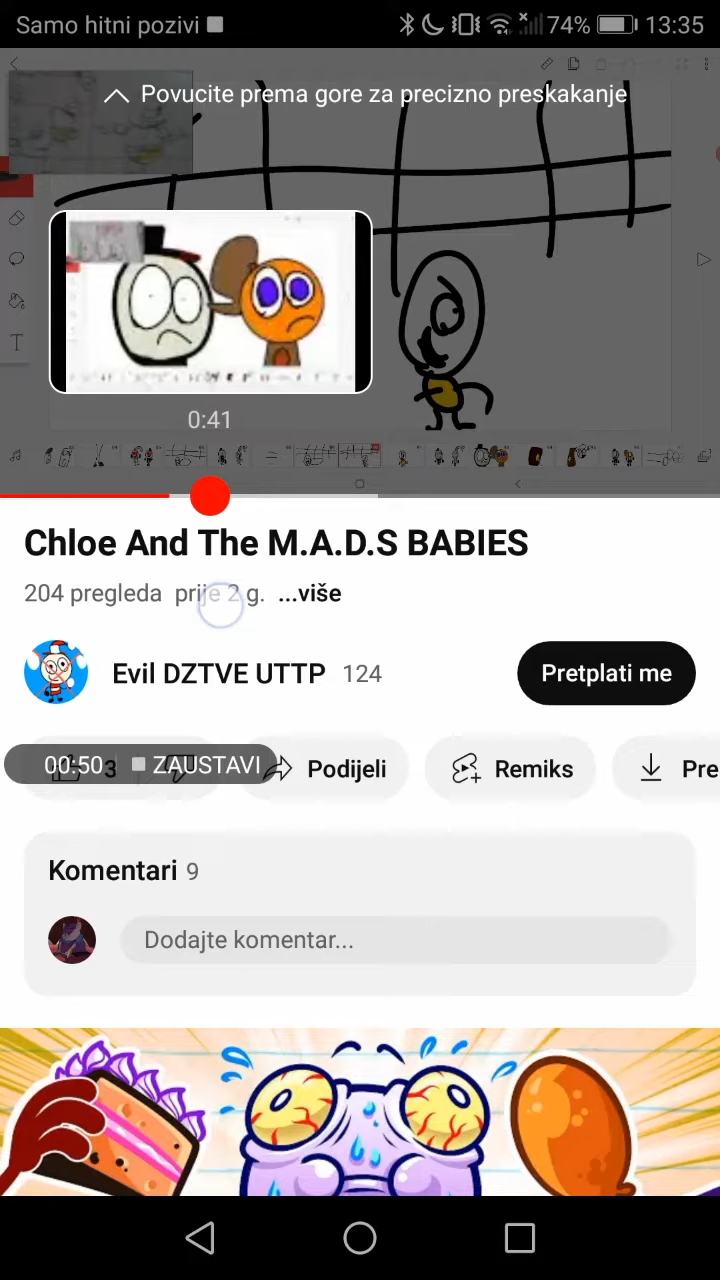 Samo hitni pozivi
74% 13:35
Povucite prema gore za precizno preskakanje
T
0:41
Chloe And The M.A.D.S BABIES
204 pregleda prije 2 g. ...više
Evil DZTVE UTTP 124
Pretplati me
00:50 ZAUSTAVI
3
Podijeli
Remiks
Pre
Komentari 9
Dodajte komentar...